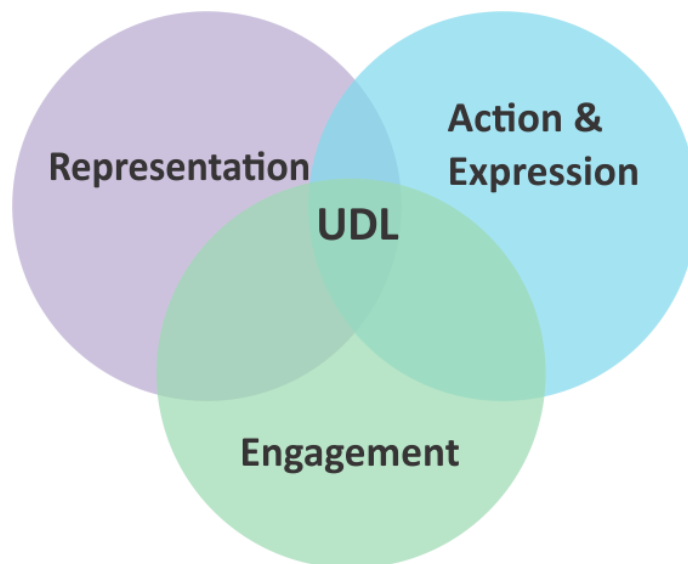 Representation
Action &
Expression
UDL
Engagement